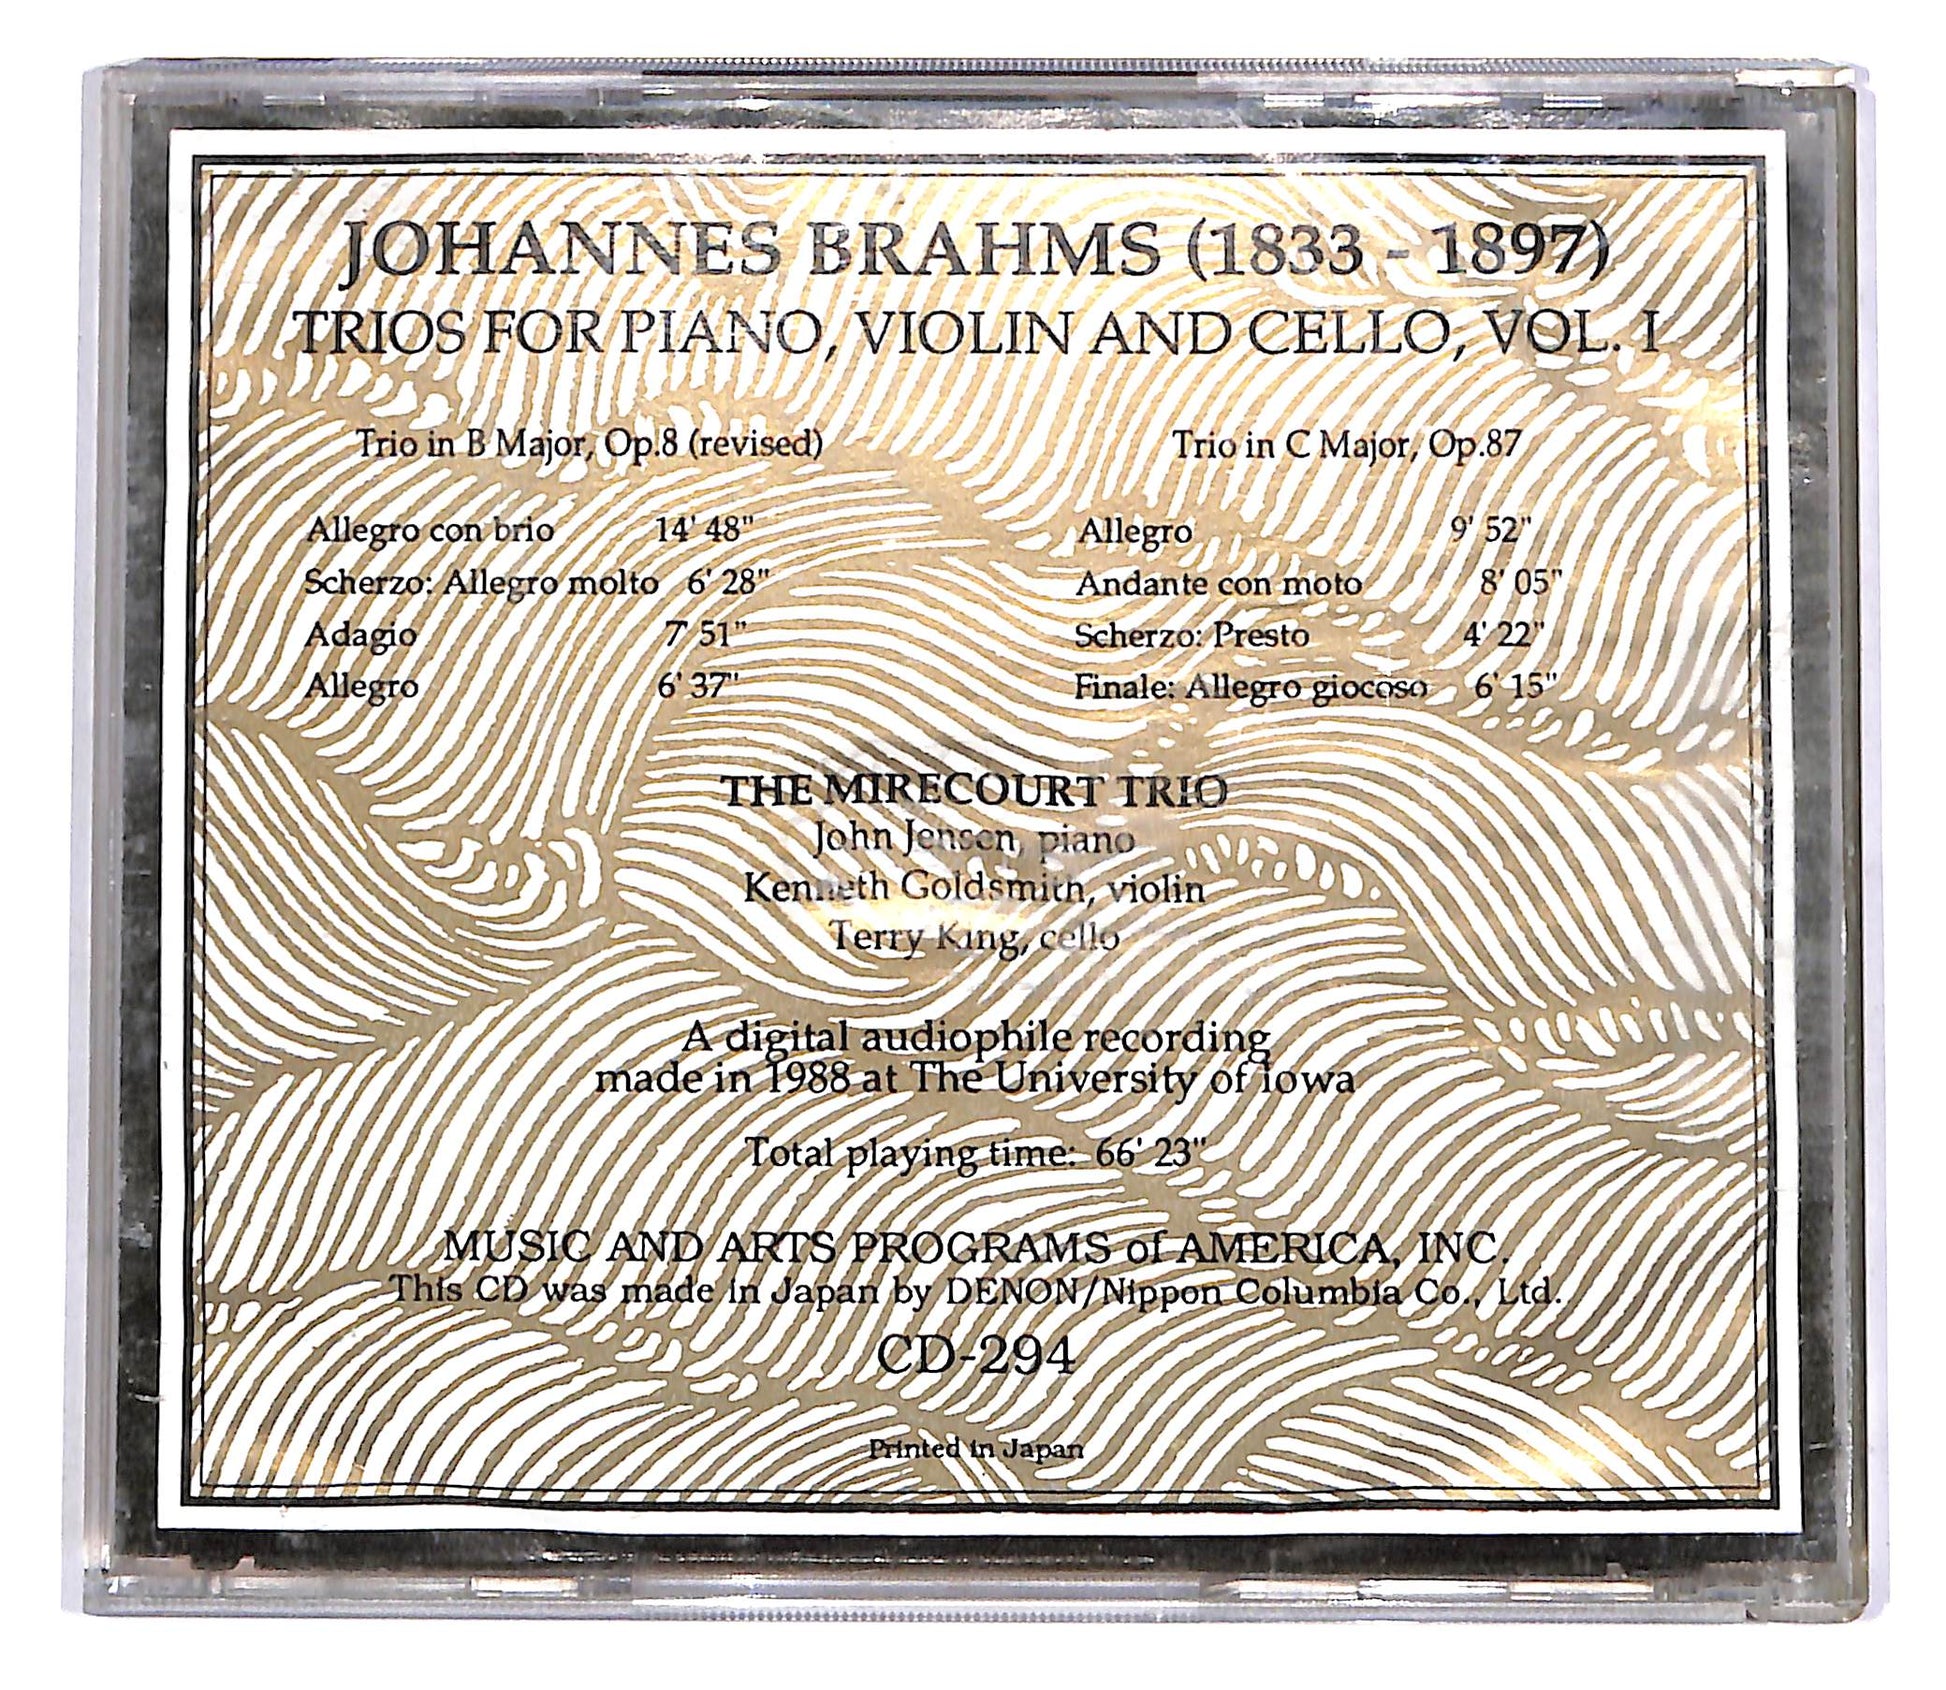 JOHANNES BRAHMS (1833 - 1897)
TRIOS FOR PIANO, VIOLIN AND CELLO, VOL. I
Trio in B Major, Op.8 (revised)
Allegro con brio 14' 48"
Scherzo: Allegro molto 6' 28"
Adagio 7' 51"
Allegro 6' 37"
Trio in C Major, Op.87
Allegro 9' 52"
Andante con moto 8' 05"
Scherzo: Presto 4' 22"
Finale: Allegro giocoso 6' 15"
THE MIRECOURT TRIO
John Jensen, piano
Kenneth Goldsmith, violin
Terry King, cello
A digital audiophile recording
made in 1988 at The University of Iowa
Total playing time: 66' 23"
MUSIC AND ARTS PROGRAMS of AMERICA, INC.
This CD was made in Japan by DENON/Nippon Columbia Co., Ltd.
CD-294
Printed in Japan